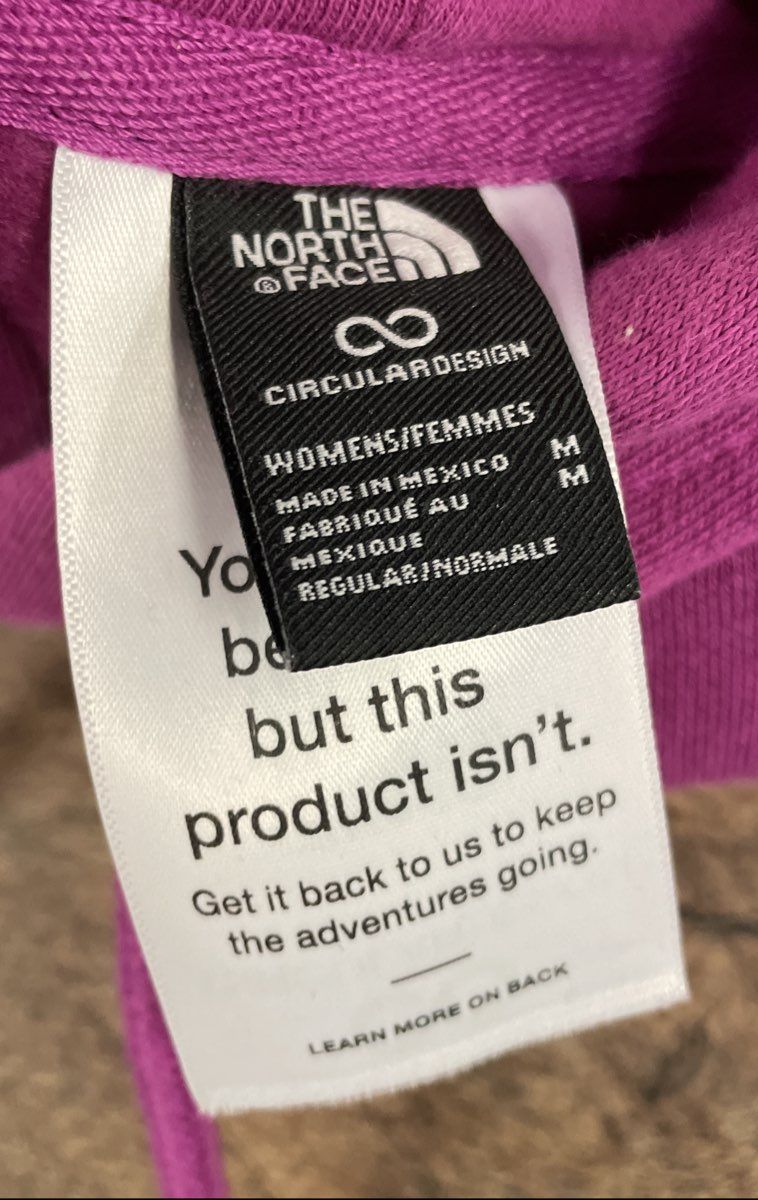 THE
NORTH
® FACE
CIRCULARDESIGN
WOMENS/FEMMES M
MADE IN MEXICO M
FABRIQUÉ AU
MEXIQUE
REGULAR/NORMALE
but this
product isn't.
Get it back to us to keep
the adventures going.
LEARN MORE ON BACK